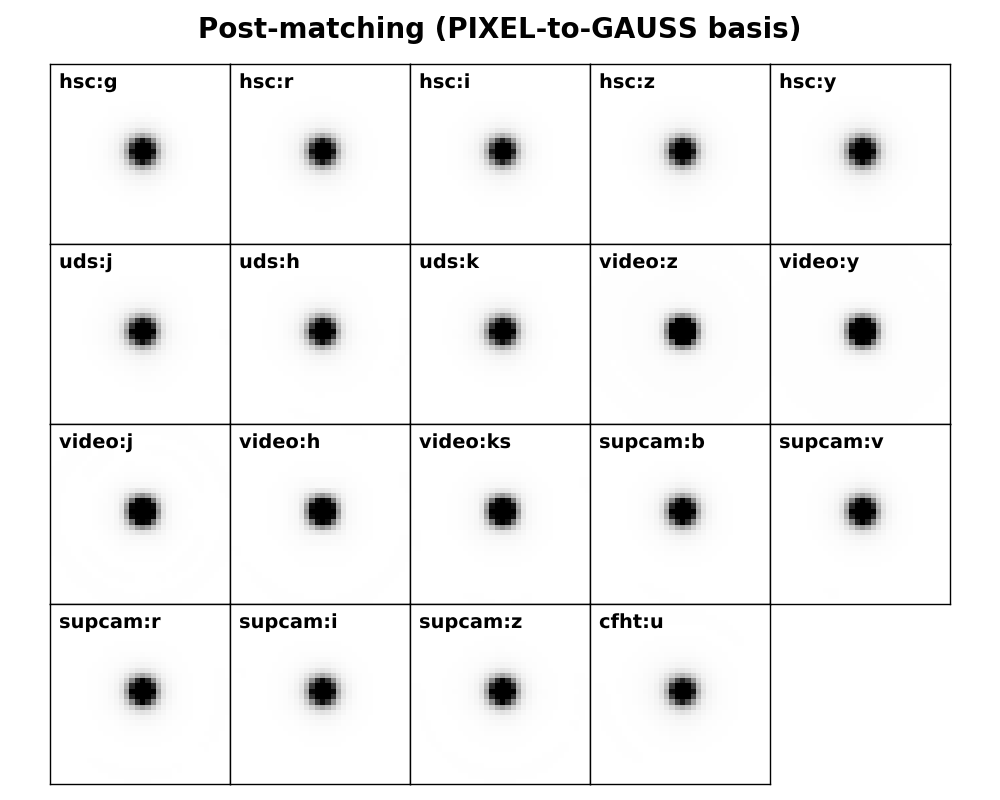 Post-matching (PIXEL-to-GAUSS basis)
hsc:g hsc:r hsc:i hsc:z hsc:y
uds:j uds:h uds:k video:z video:y
video:j video:h video:ks supcam:b supcam:v
supcam:r supcam:i supcam:z cfht:u